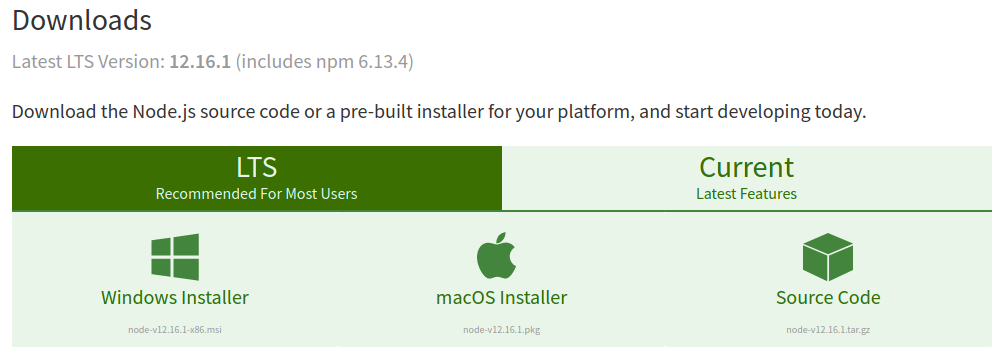 Downloads
Latest LTS Version: 12.16.1 (includes npm 6.13.4)
Download the Node.js source code or a pre-built installer for your platform, and start developing today.
LTS
Recommended For Most Users
Current
Latest Features
Windows Installer
node-v12.16.1-x86.msi
macOS Installer
node-v12.16.1.pkg
Source Code
node-v12.16.1.tar.gz